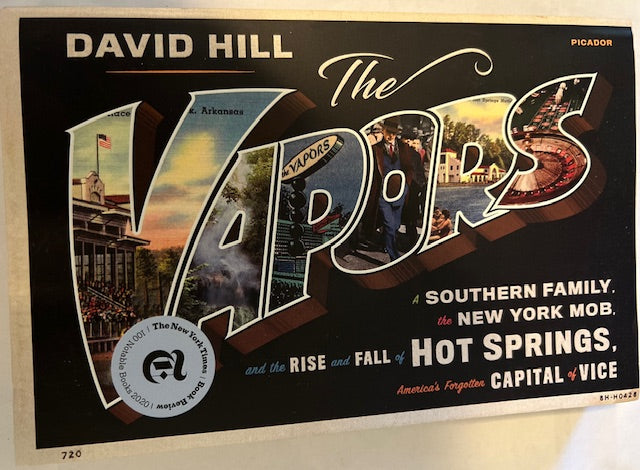 DAVID HILL
PICADOR
The
VAPORS
Arkansas
the VAPORS
A SOUTHERN FAMILY,
the NEW YORK MOB,
and the RISE and FALL of HOT SPRINGS,
America's Forgotten CAPITAL of VICE
The New York Times | Book Review
100 Notable Books 2020
720
8H-H0428